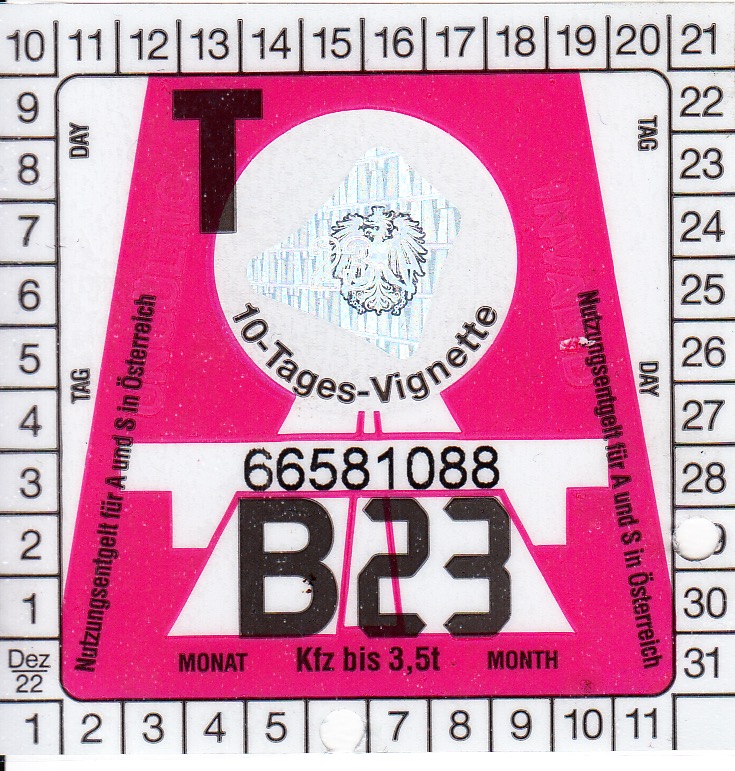 10 11 12 13 14 15 16 17 18 19 20 21
9
8
7
6
5
4
3
2
1
Dez
22
22
23
24
25
26
27
28
30
31
1 2 3 4 5 7 8 9 10 11
DAY
TAG
TAG
DAY
T
INVALID
10-Tages-Vignette
Nutzungsentgelt für A und S in Österreich
Nutzungsentgelt für A und S in Österreich
66581088
B23
MONAT Kfz bis 3,5t MONTH